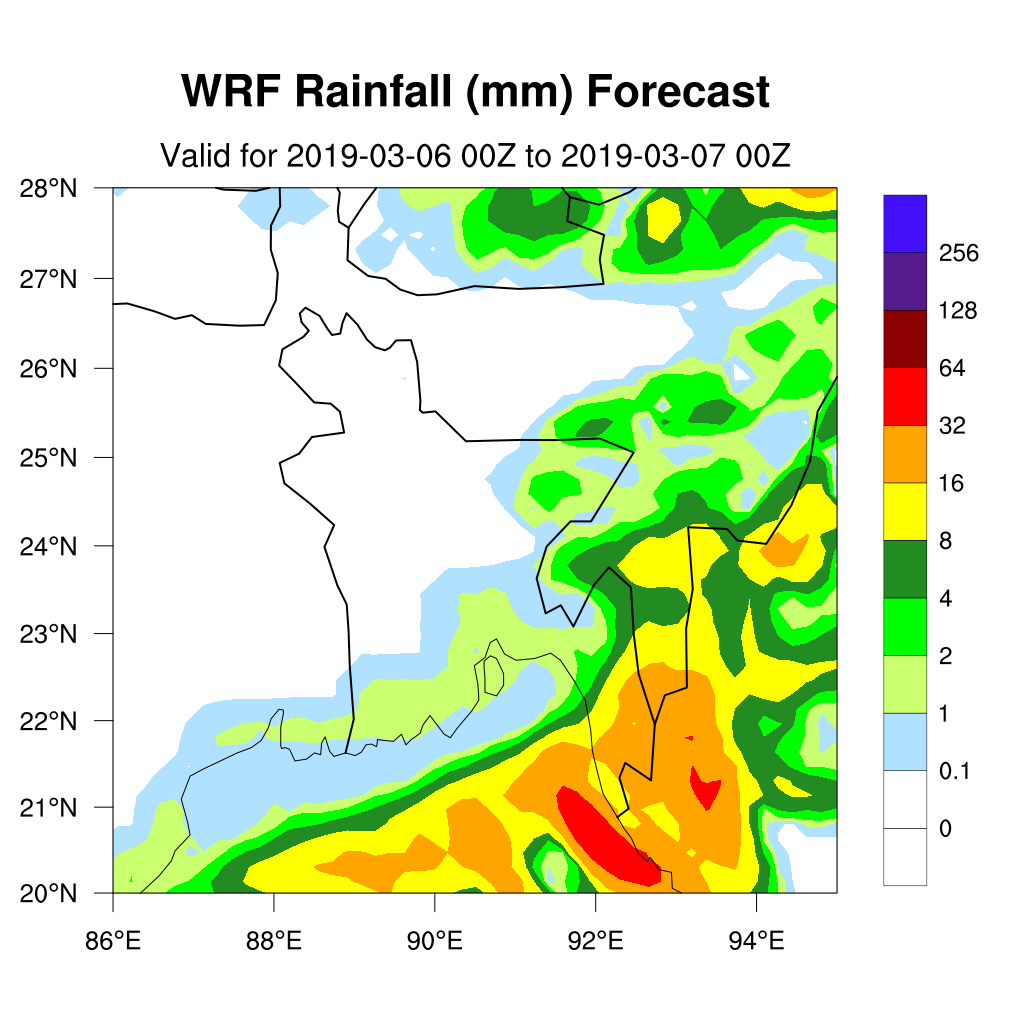 WRF Rainfall (mm) Forecast
Valid for 2019-03-06 00Z to 2019-03-07 00Z
28°N
27°N
26°N
25°N
24°N
23°N
22°N
21°N
20°N
86°E
88°E
90°E
92°E
94°E
256
128
64
32
16
8
4
2
1
0.1
0